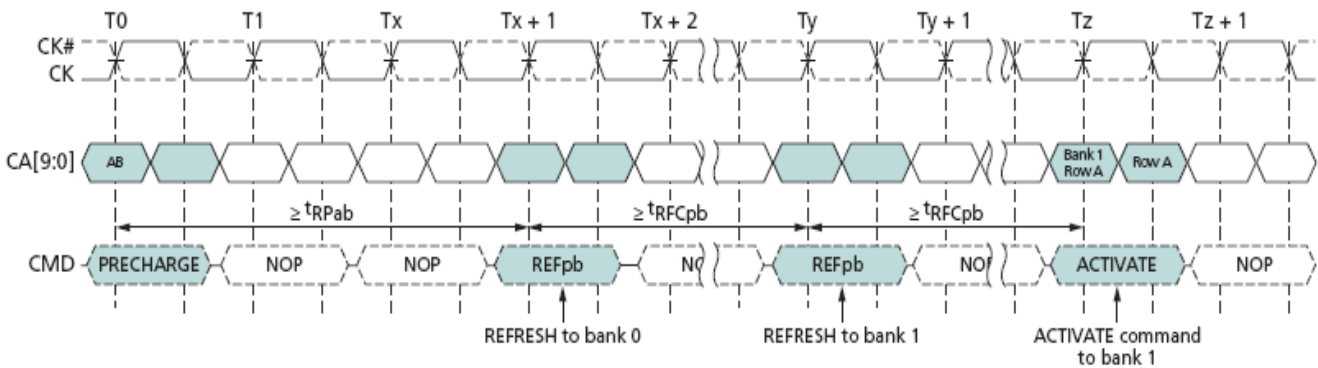 T0 T1 Tx Tx + 1 Tx + 2 Ty Ty + 1 Tz Tz + 1
CK#
CK
CA[9:0] AB Bank 1 Row A Row A
≥ tRPab ≥ tRFCpb ≥ tRFCpb
CMD PRECHARGE NOP NOP REFpb NO REFpb NOP ACTIVATE NOP
REFRESH to bank 0 REFRESH to bank 1 ACTIVATE command
to bank 1